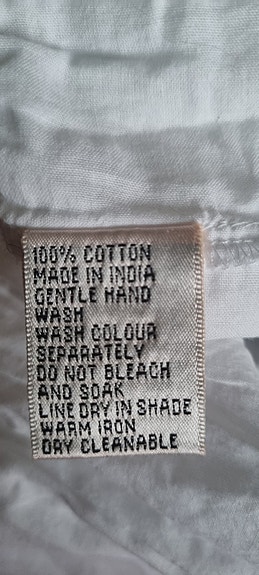 100% COTTON
MADE IN INDIA
GENTLE HAND
WASH
WASH COLOUR
SEPARATELY
DO NOT BLEACH
AND SOAK
LINE DRY IN SHADE
WARM IRON
DRY CLEANABLE